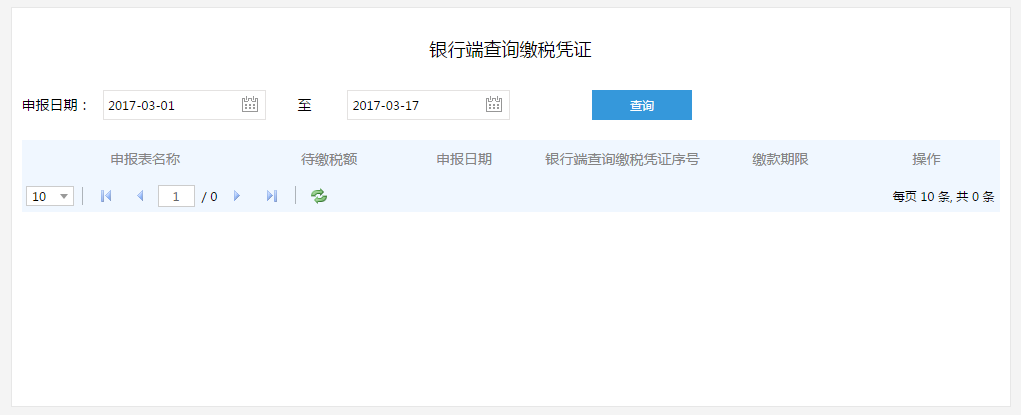 银行端查询缴税凭证
申报日期： 2017-03-01 至 2017-03-17 查询
申报表名称 待缴税额 申报日期 银行端查询缴税凭证序号 缴款期限 操作
10 1 / 0 每页 10 条, 共 0 条